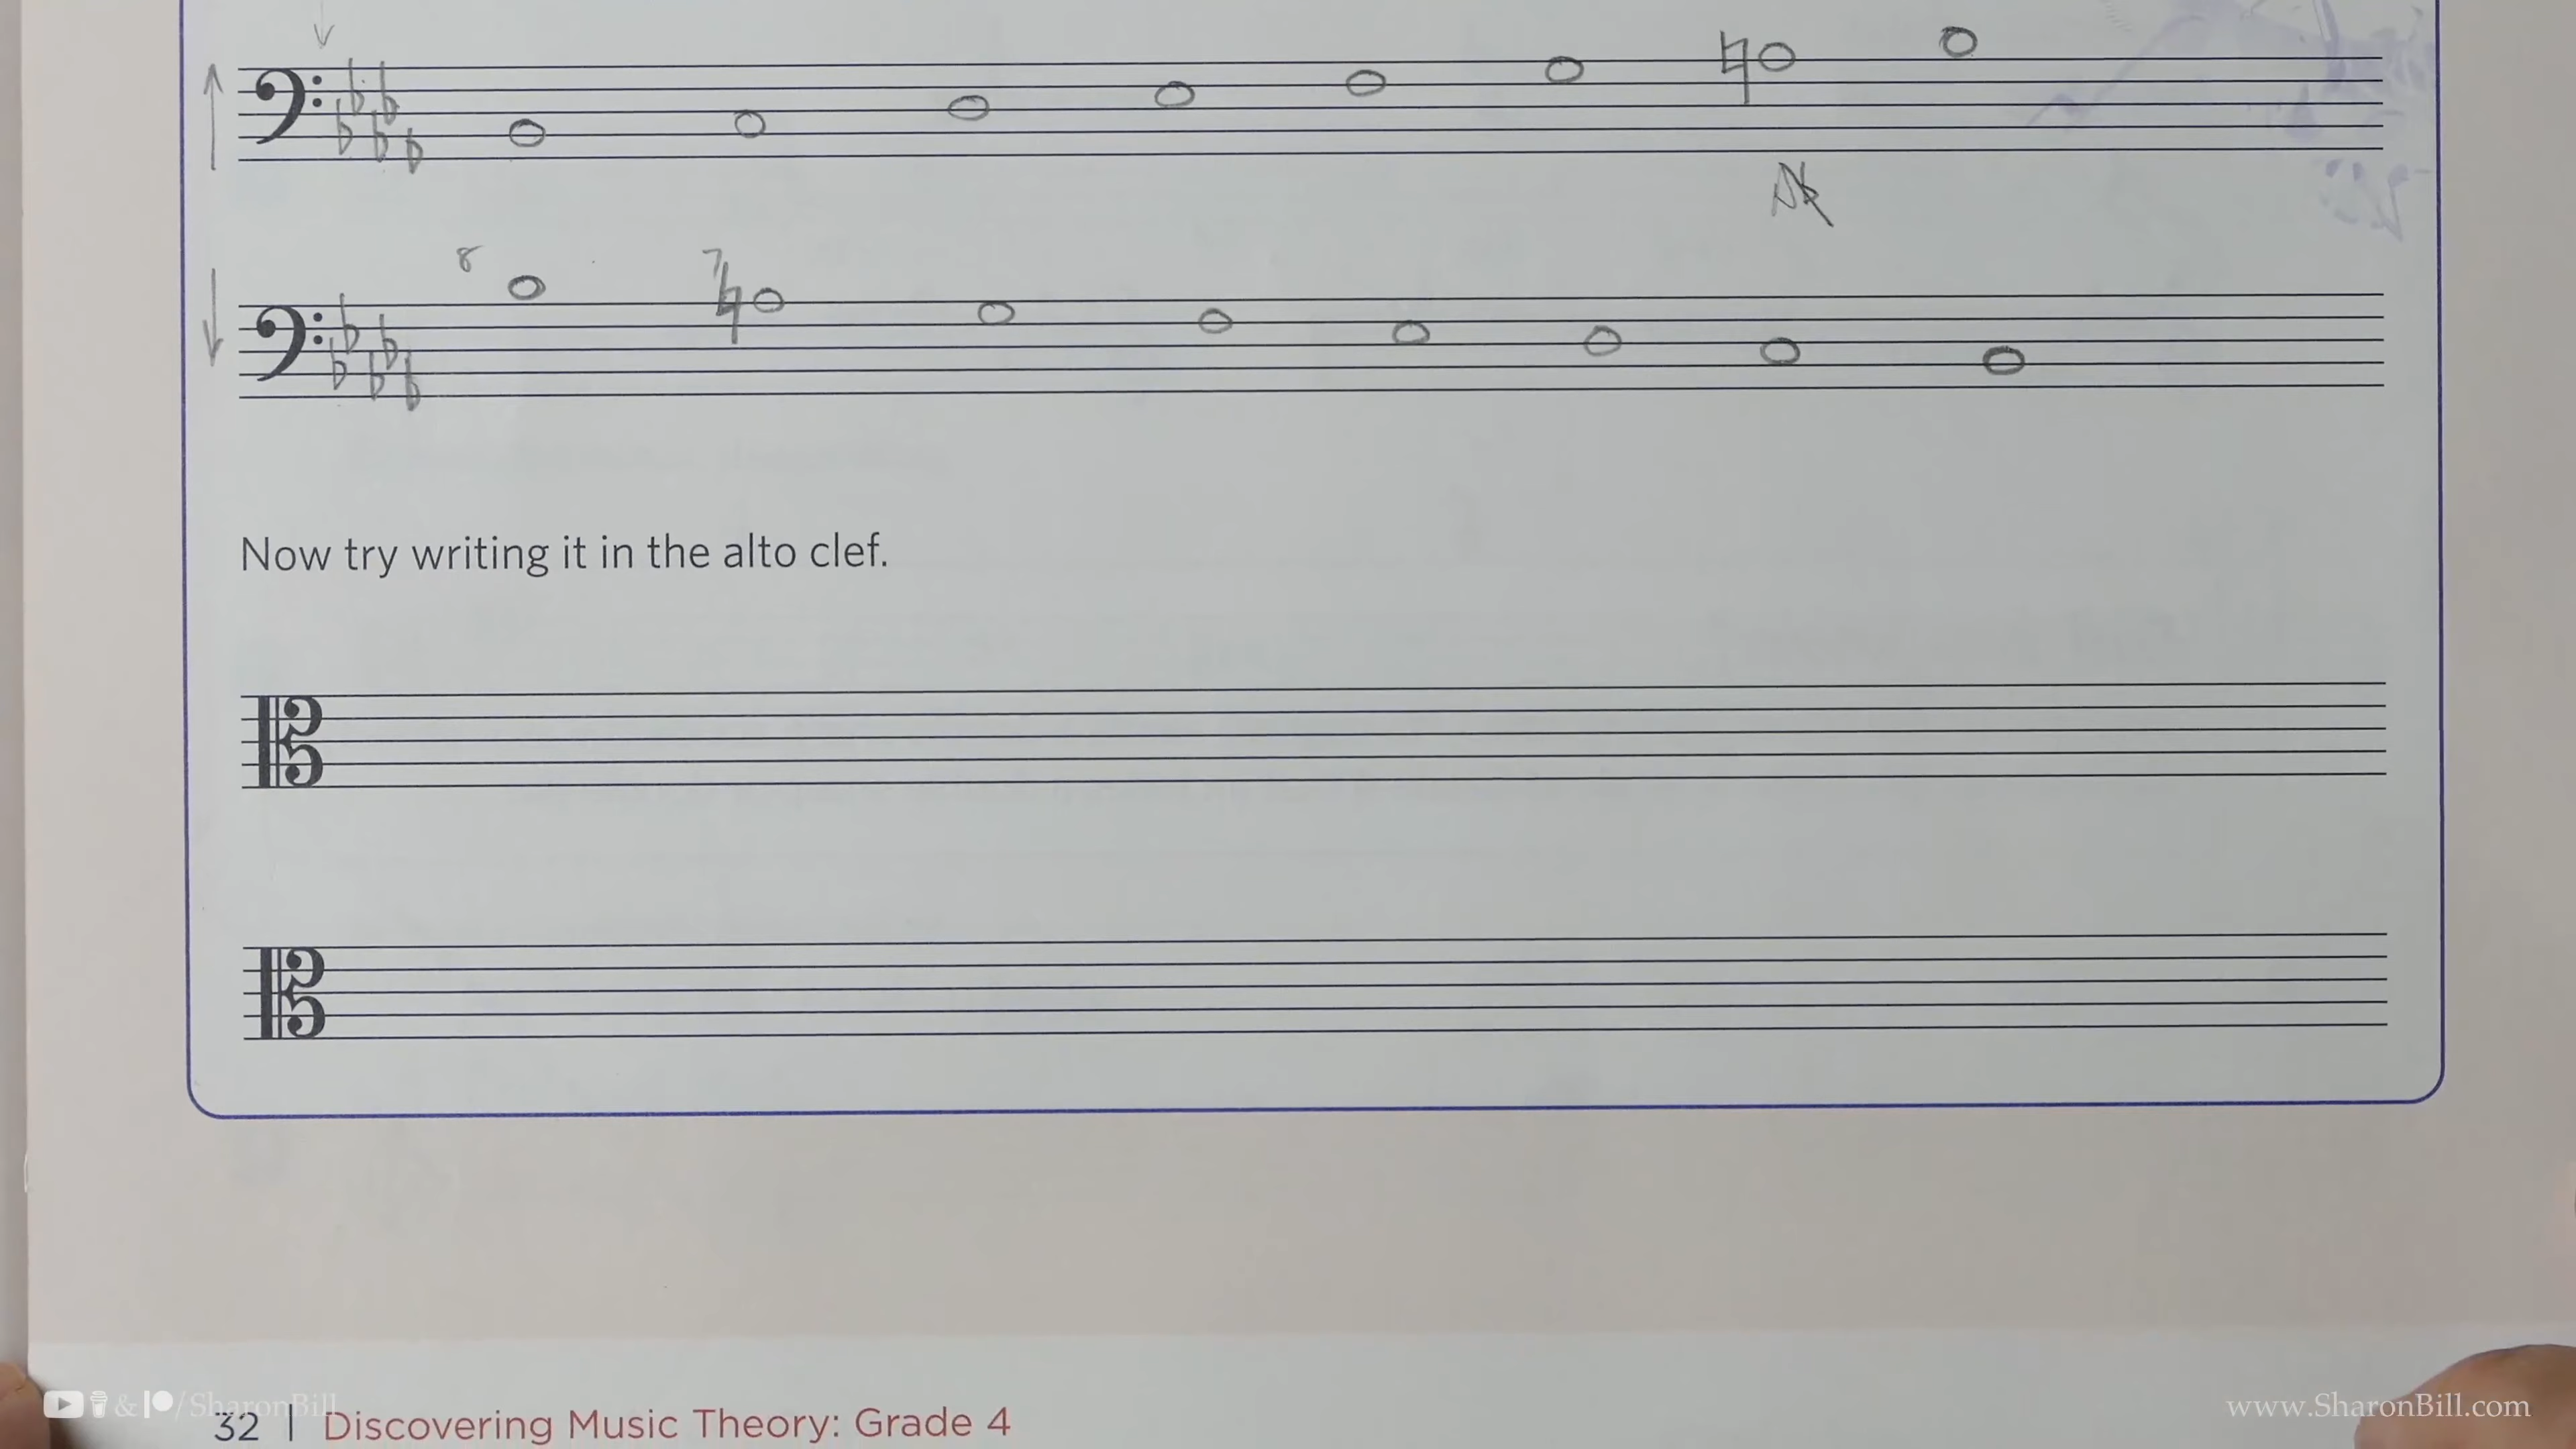 8 7
Now try writing it in the alto clef.
&
/SharonBill
www.SharonBill.com
32 | Discovering Music Theory: Grade 4